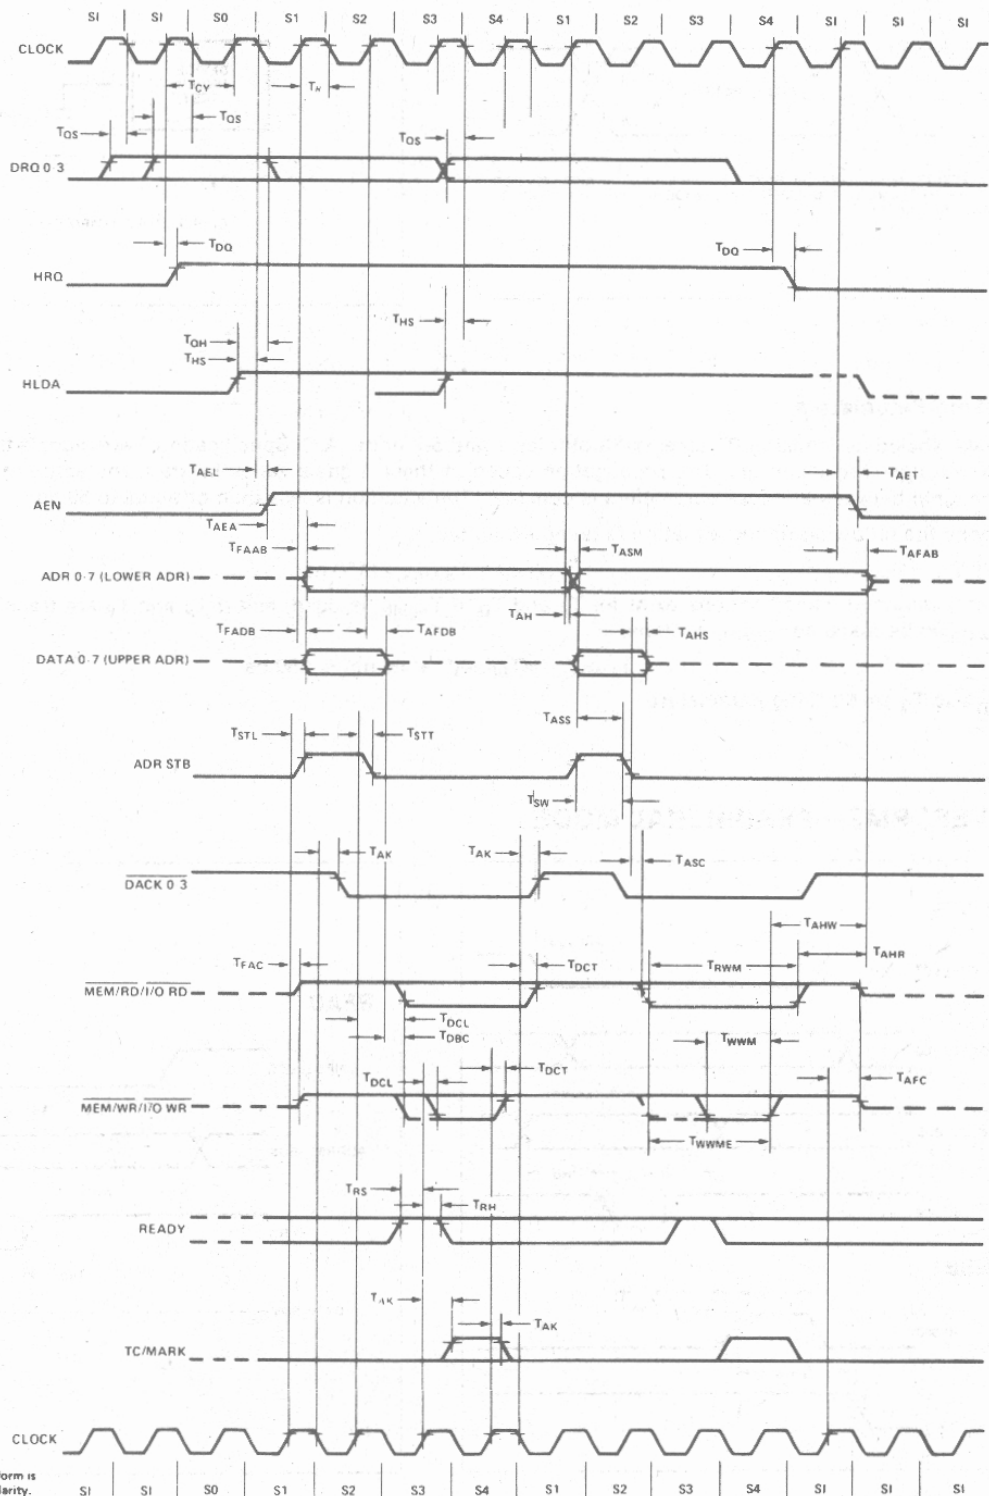 SI SI S0 S1 S2 S3 S4 S1 S2 S3 S4 SI SI SI
CLOCK
TCY
TQS
TQS TQS
DRQ 0-3
TDQ TDQ
HRQ
THS
TQH
THS
HLDA
TAEL TAET
AEN
TAEA
TFAAB TASM TAFAB
ADR 0-7 (LOWER ADR)
TAH
TFADB TAFDB TAHS
DATA 0-7 (UPPER ADR)
TASS
TSTL TSTT
ADR STB
TSW
TAK TAK TASC
DACK 0-3
TAHW
TFAC TDCT TRWM TAHR
MEM/RD/I/O RD
TDCL
TDBC
TWWM
TDCL TDCT TAFC
MEM/WR/I/O WR
TWWME
TRS
TRH
READY
TAK
TAK
TC/MARK
CLOCK
orm is
larity.
SI SI S0 S1 S2 S3 S4 S1 S2 S3 S4 SI SI SI